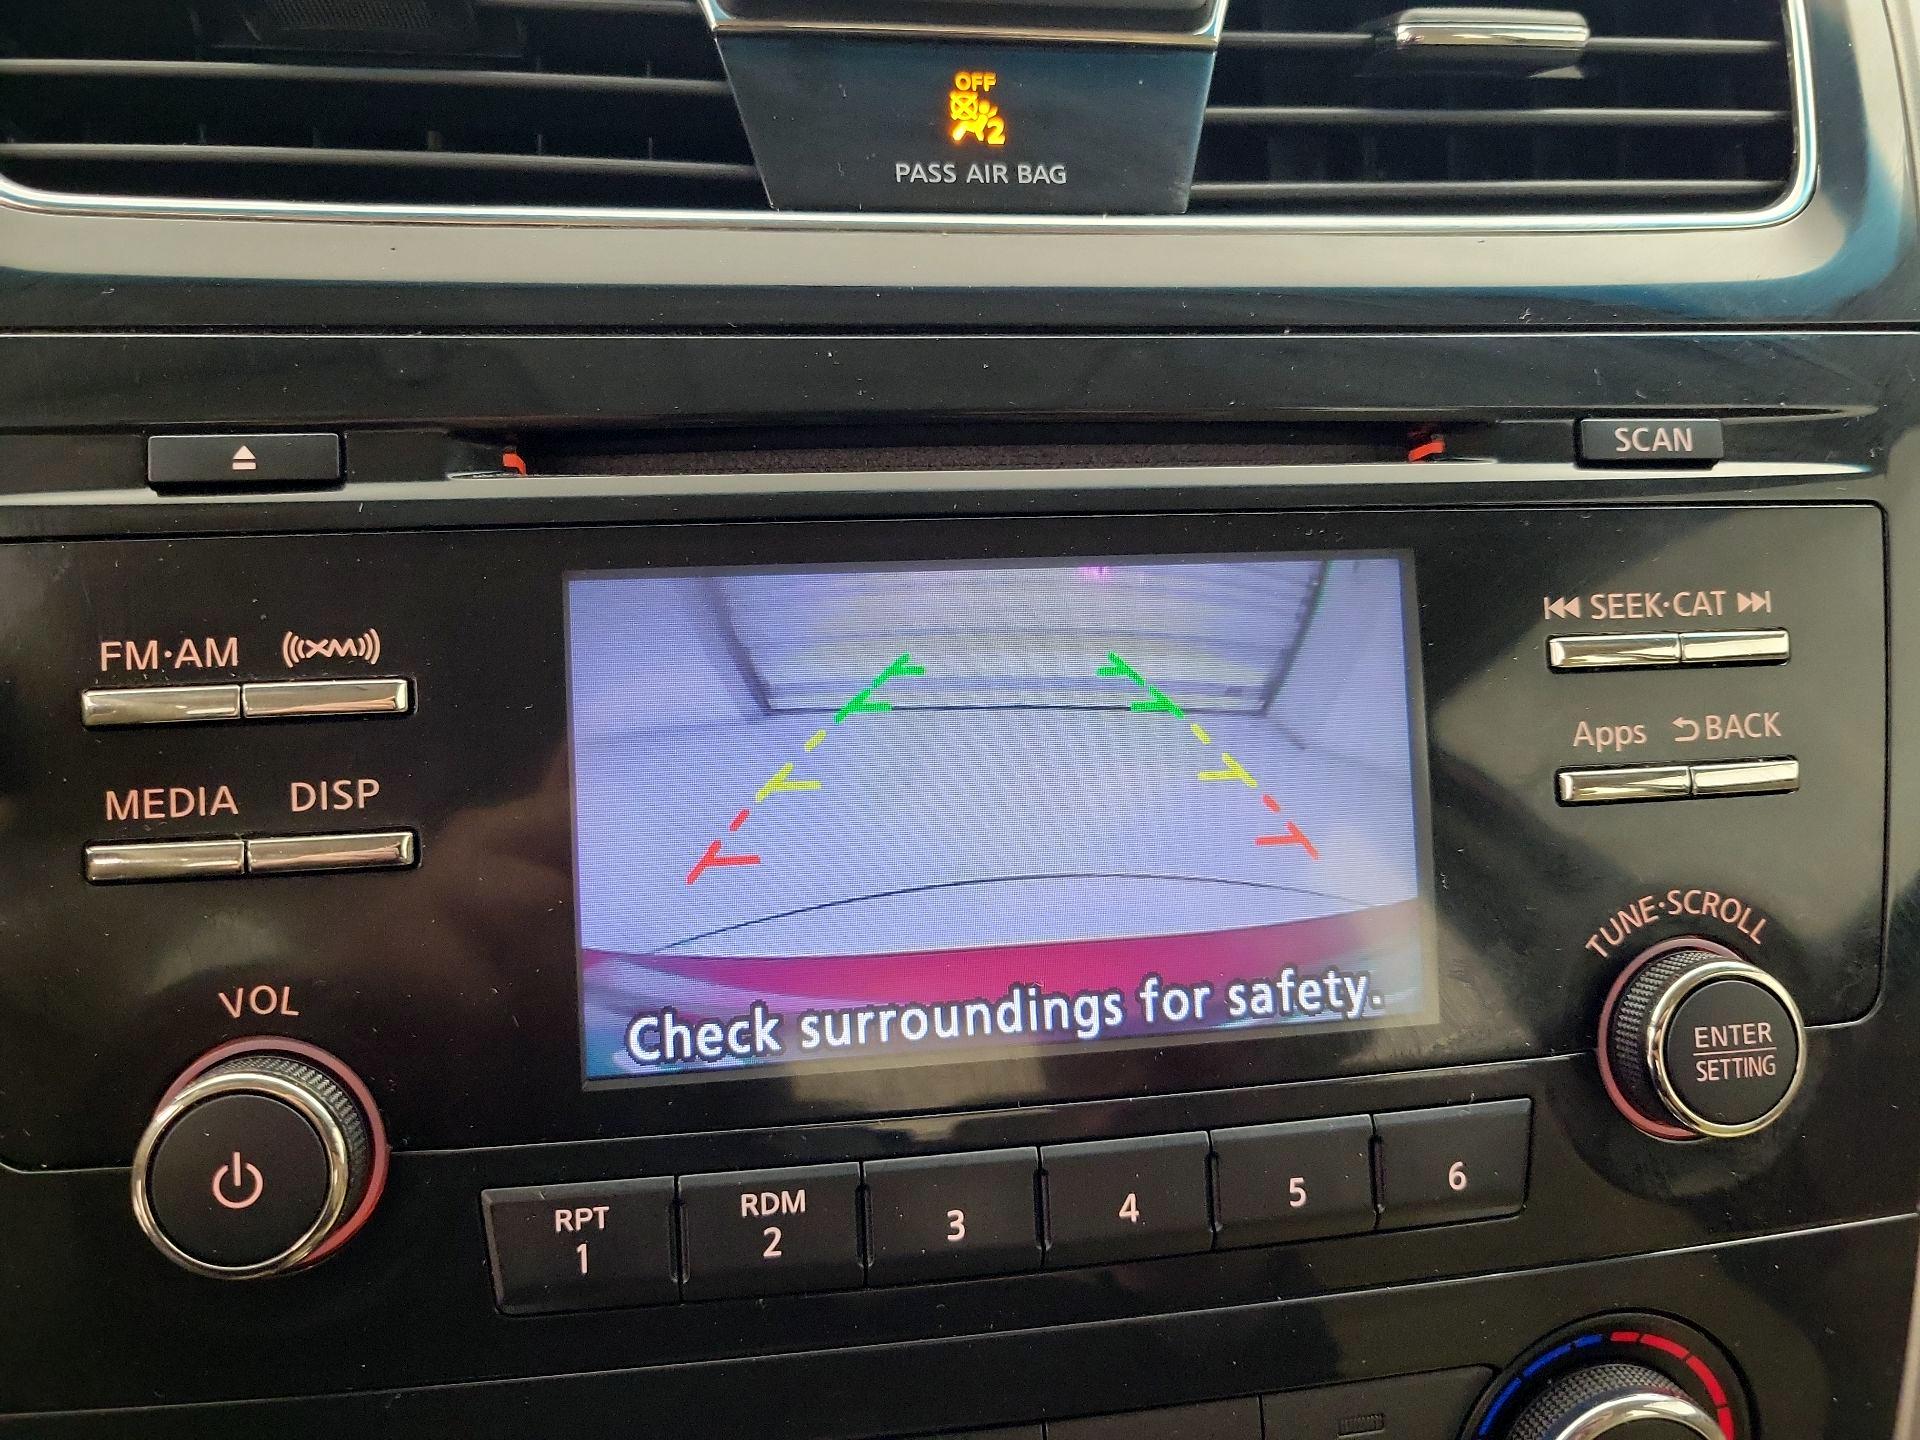 OFF
2
PASS AIR BAG
SCAN
FM·AM XM
SEEK·CAT
MEDIA DISP
Apps BACK
VOL
TUNE·SCROLL
ENTER
SETTING
Check surroundings for safety.
RPT
1
RDM
2
3
4
5
6